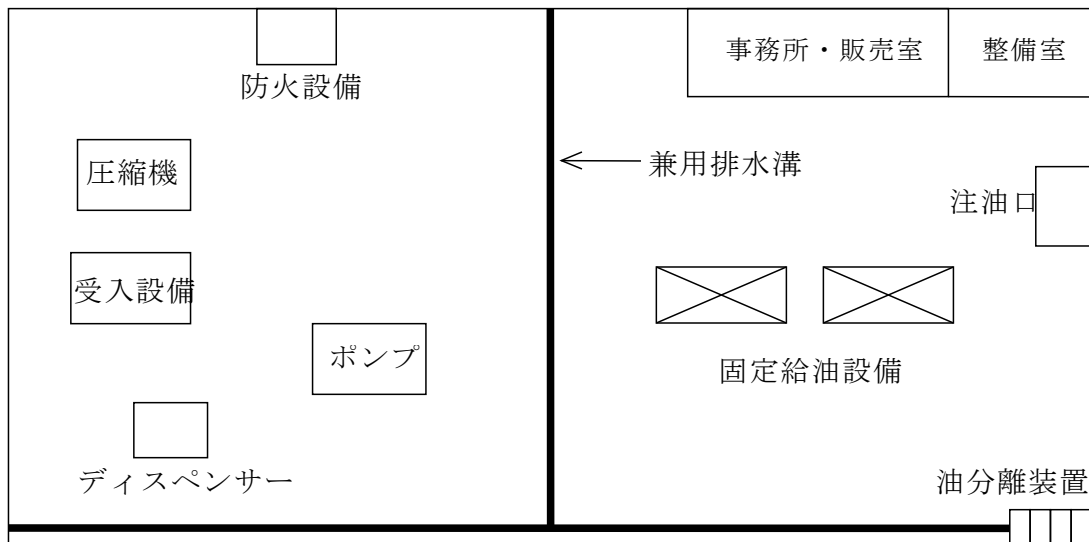 事務所・販売室
整備室
防火設備
圧縮機
兼用排水溝
注油口
受入設備
ポンプ
固定給油設備
ディスペンサー
油分離装置